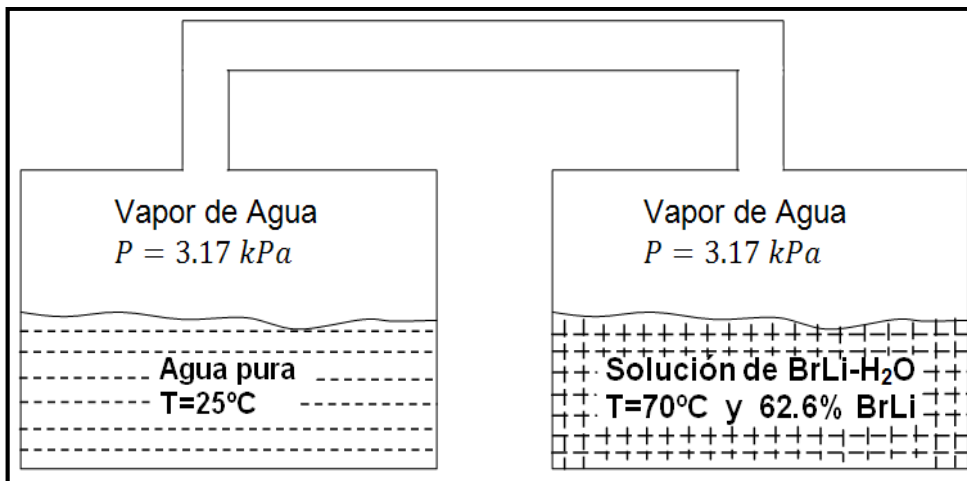 Vapor de Agua
P = 3.17 kPa
Agua pura
T=25ºC
Vapor de Agua
P = 3.17 kPa
Solución de BrLi-H₂O
T=70ºC y 62.6% BrLi